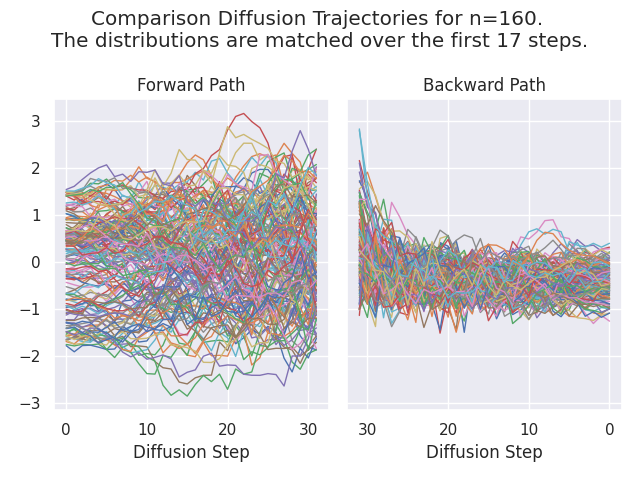 Comparison Diffusion Trajectories for n=160.
The distributions are matched over the first 17 steps.
Forward Path
Backward Path
3
2
1
0
−1
−2
−3
0 10 20 30
30 20 10 0
Diffusion Step
Diffusion Step